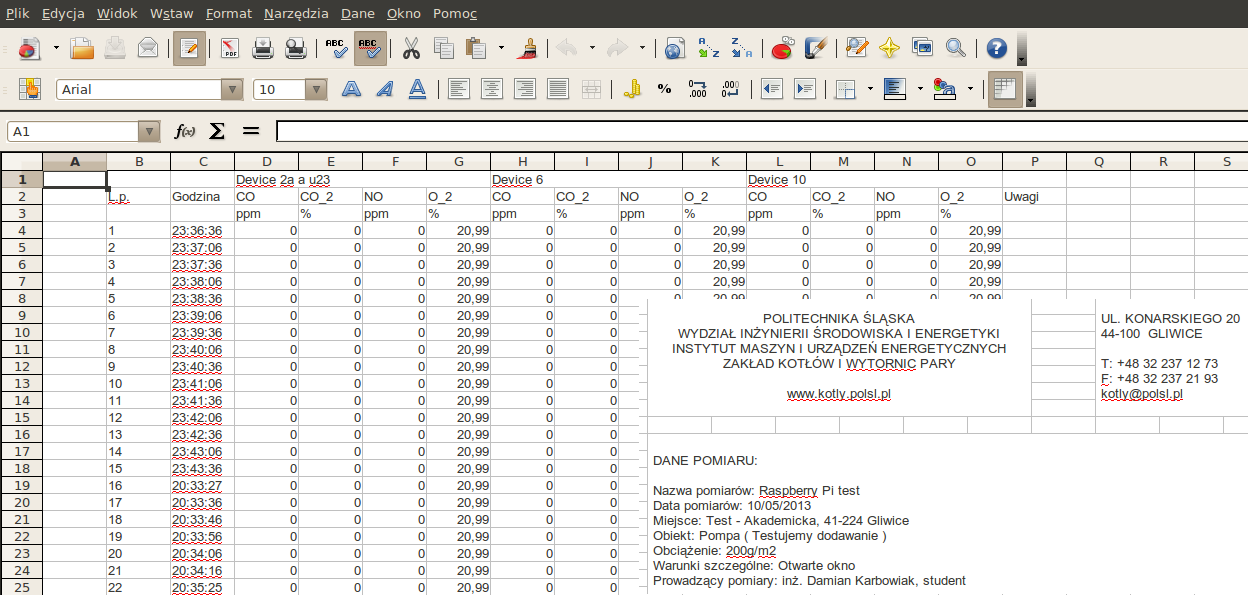 Plik Edycja Widok Wstaw Format Narzędzia Dane Okno Pomoc
PDF ABC ABC A Z Z A
Arial 10 A A A % .000 .000
A1 f(x) Σ =
A B C D E F G H I J K L M N O P Q R S
1 Device 2a a u23 Device 6 Device 10
2 L.p. Godzina CO CO_2 NO O_2 CO CO_2 NO O_2 CO CO_2 NO O_2 Uwagi
3 ppm % ppm % ppm % ppm % ppm % ppm %
4 1 23:36:36 0 0 0 20,99 0 0 0 20,99 0 0 0 20,99
5 2 23:37:06 0 0 0 20,99 0 0 0 20,99 0 0 0 20,99
6 3 23:37:36 0 0 0 20,99 0 0 0 20,99 0 0 0 20,99
7 4 23:38:06 0 0 0 20,99 0 0 0 20,99 0 0 0 20,99
8 5 23:38:36 0 0 0 20,99 0 0 0 20,99 0 0 0 20,99
9 6 23:39:06 0 0 0 20,99 0 0
10 7 23:39:36 0 0 0 20,99 0 0
11 8 23:40:06 0 0 0 20,99 0 0
12 9 23:40:36 0 0 0 20,99 0 0
13 10 23:41:06 0 0 0 20,99 0 0
14 11 23:41:36 0 0 0 20,99 0 0
15 12 23:42:06 0 0 0 20,99 0 0
16 13 23:42:36 0 0 0 20,99 0 0
17 14 23:43:06 0 0 0 20,99 0 0
18 15 23:43:36 0 0 0 20,99 0 0
19 16 20:33:27 0 0 0 20,99 0 0
20 17 20:33:36 0 0 0 20,99 0 0
21 18 20:33:46 0 0 0 20,99 0 0
22 19 20:33:56 0 0 0 20,99 0 0
23 20 20:34:06 0 0 0 20,99 0 0
24 21 20:34:16 0 0 0 20,99 0 0
25 22 20:35:25 0 0 0 20,99 0 0
POLITECHNIKA ŚLĄSKA
WYDZIAŁ INŻYNIERII ŚRODOWISKA I ENERGETYKI
INSTYTUT MASZYN I URZĄDZEŃ ENERGETYCZNYCH
ZAKŁAD KOTŁÓW I WYTORNIC PARY
www.kotly.polsl.pl
UL. KONARSKIEGO 20
44-100 GLIWICE
T: +48 32 237 12 73
F: +48 32 237 21 93
kotly@polsl.pl
DANE POMIARU:
Nazwa pomiarów: Raspberry Pi test
Data pomiarów: 10/05/2013
Miejsce: Test - Akademicka, 41-224 Gliwice
Obiekt: Pompa ( Testujemy dodawanie )
Obciążenie: 200g/m2
Warunki szczególne: Otwarte okno
Prowadzący pomiary: inż. Damian Karbowiak, student